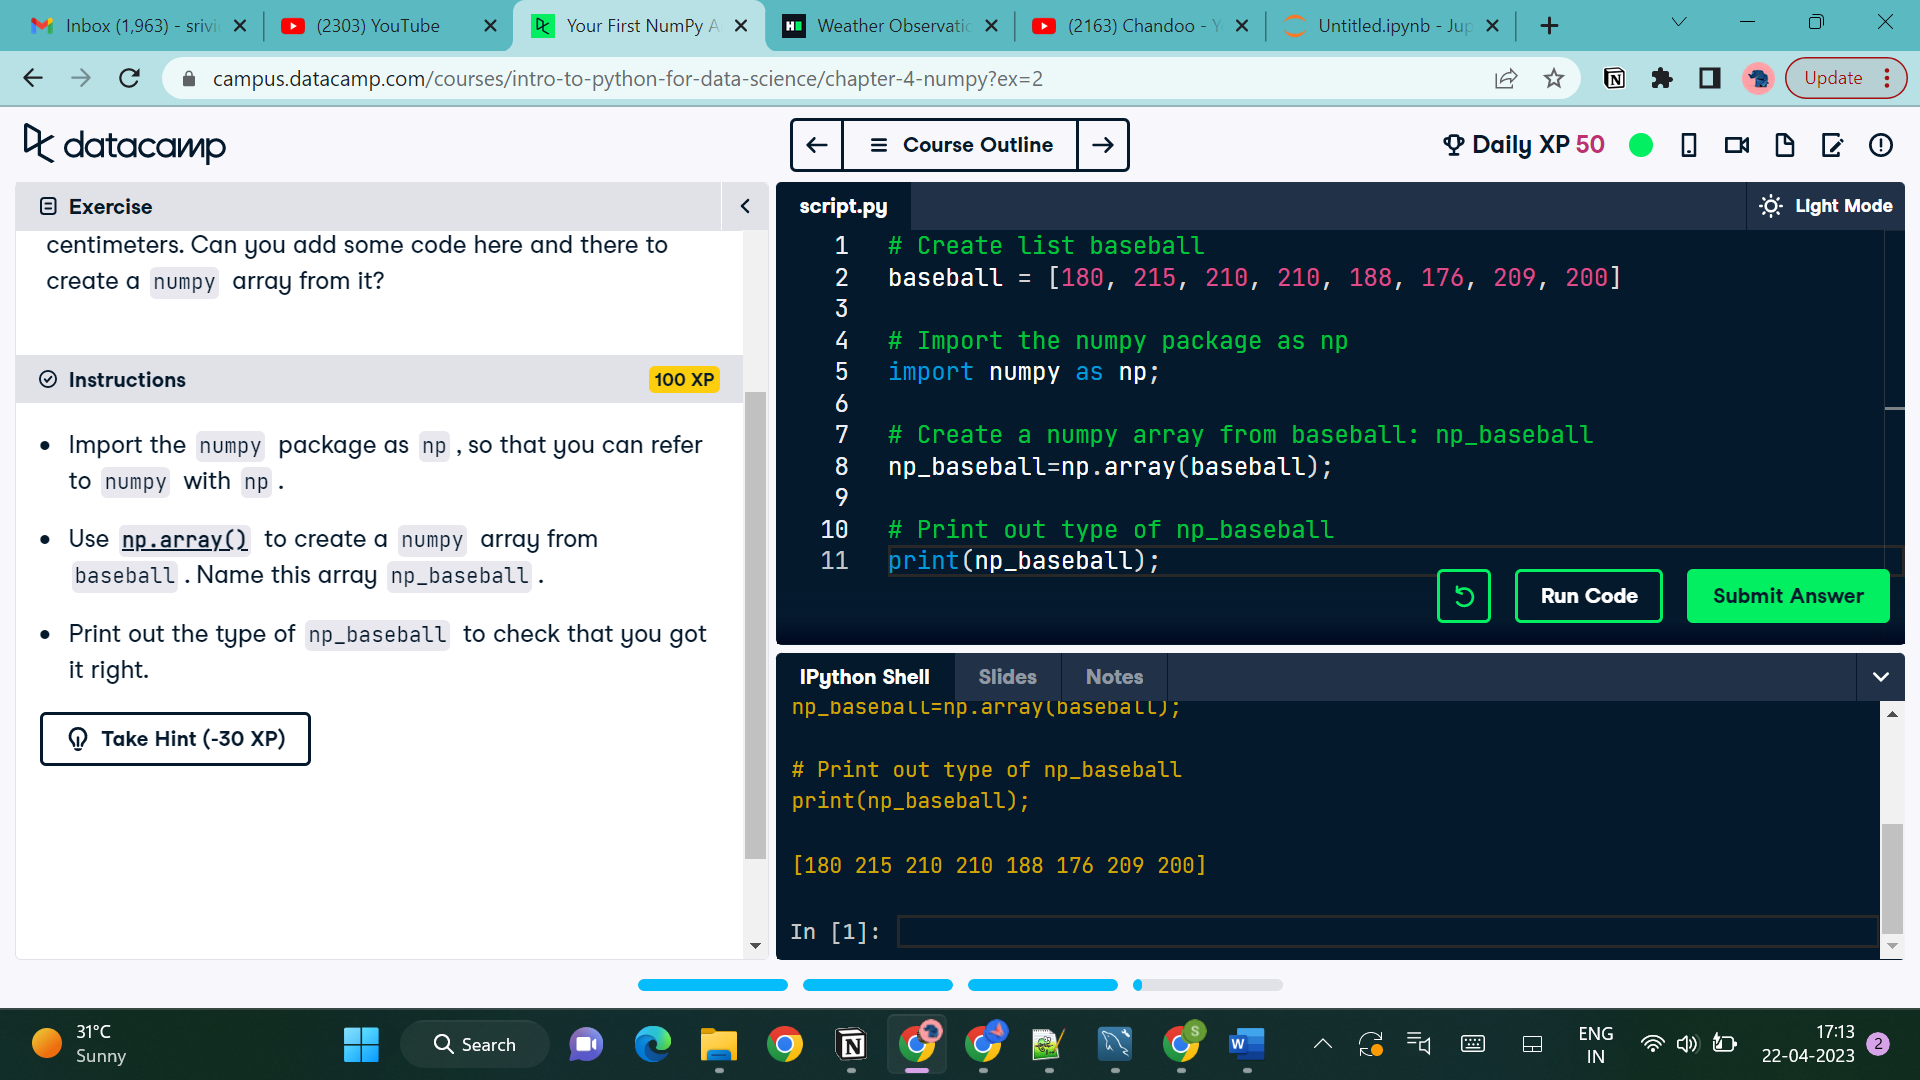 Inbox (1,963) - srivi
(2303) YouTube
Your First NumPy A
Weather Observatio
(2163) Chandoo - Y
Untitled.ipynb - Jup
campus.datacamp.com/courses/intro-to-python-for-data-science/chapter-4-numpy?ex=2
Update
datacamp
Course Outline
Daily XP 50
Exercise
centimeters. Can you add some code here and there to
create a numpy array from it?
Instructions
100 XP
Import the numpy package as np , so that you can refer
to numpy with np .
Use np.array() to create a numpy array from
baseball . Name this array np_baseball .
Print out the type of np_baseball to check that you got
it right.
Take Hint (-30 XP)
script.py
Light Mode
1 # Create list baseball
2 baseball = [180, 215, 210, 210, 188, 176, 209, 200]
3
4 # Import the numpy package as np
5 import numpy as np;
6
7 # Create a numpy array from baseball: np_baseball
8 np_baseball=np.array(baseball);
9
10 # Print out type of np_baseball
11 print(np_baseball);
Run Code
Submit Answer
IPython Shell
Slides
Notes
np_baseball=np.array(baseball);
# Print out type of np_baseball
print(np_baseball);
[180 215 210 210 188 176 209 200]
In [1]:
31°C
Sunny
Search
S
W
ENG
IN
17:13
22-04-2023
2